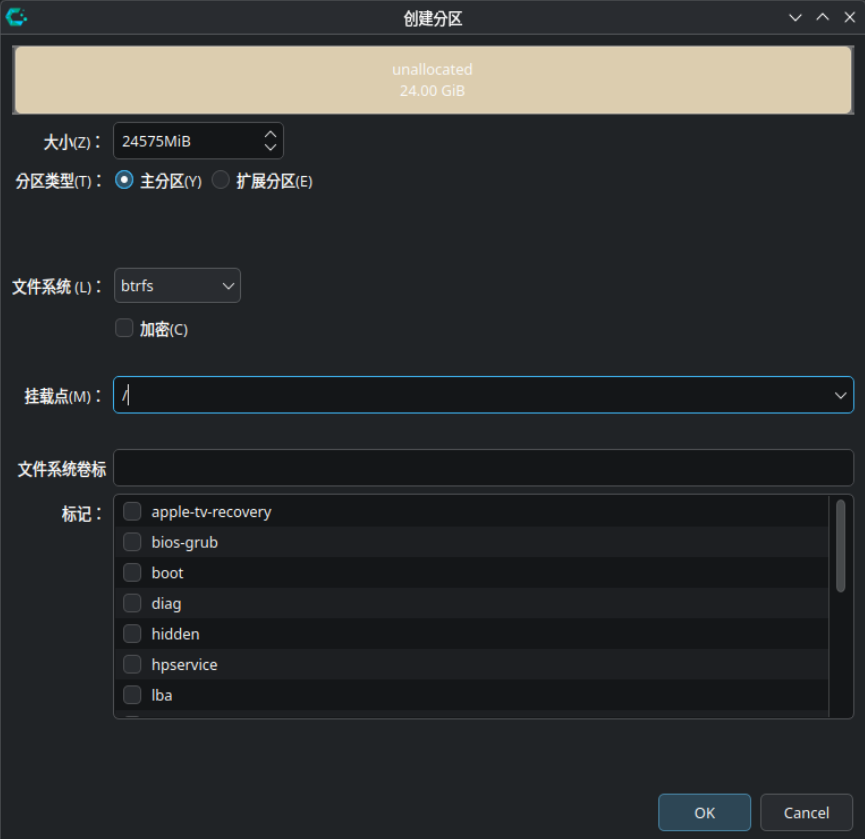 创建分区
unallocated
24.00 GiB
大小(Z)： 24575MiB
分区类型(T)： 主分区(Y) 扩展分区(E)
文件系统 (L)： btrfs
加密(C)
挂载点(M)： /
文件系统卷标
标记： apple-tv-recovery
bios-grub
boot
diag
hidden
hpservice
lba
OK Cancel